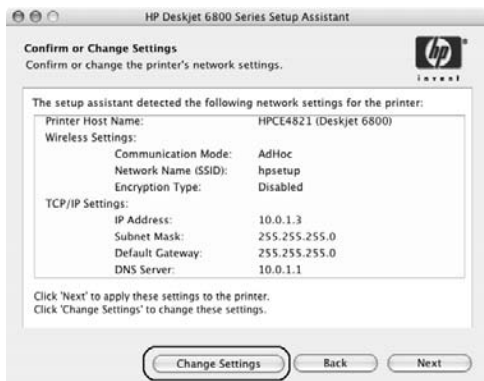 HP Deskjet 6800 Series Setup Assistant
Confirm or Change Settings
Confirm or change the printer's network settings.
hp
invent
The setup assistant detected the following network settings for the printer:
Printer Host Name: HPCE4821 (Deskjet 6800)
Wireless Settings:
Communication Mode: AdHoc
Network Name (SSID): hpsetup
Encryption Type: Disabled
TCP/IP Settings:
IP Address: 10.0.1.3
Subnet Mask: 255.255.255.0
Default Gateway: 255.255.255.0
DNS Server: 10.0.1.1
Click 'Next' to apply these settings to the printer.
Click 'Change Settings' to change these settings.
Change Settings Back Next